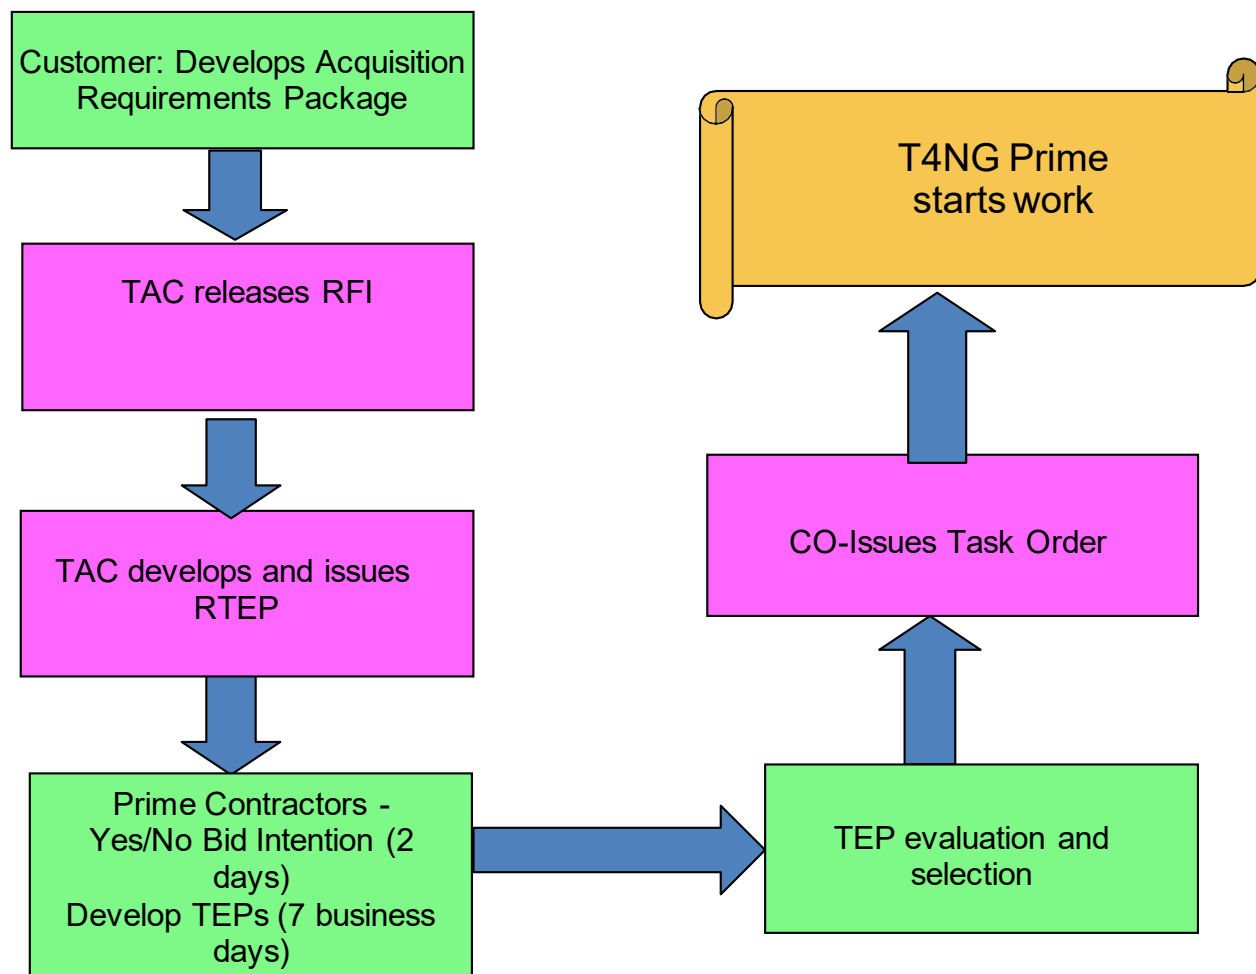 Customer: Develops Acquisition
Requirements Package
TAC releases RFI
TAC develops and issues
RTEP
Prime Contractors -
Yes/No Bid Intention (2
days)
Develop TEPs (7 business
days)
TEP evaluation and
selection
CO-Issues Task Order
T4NG Prime
starts work